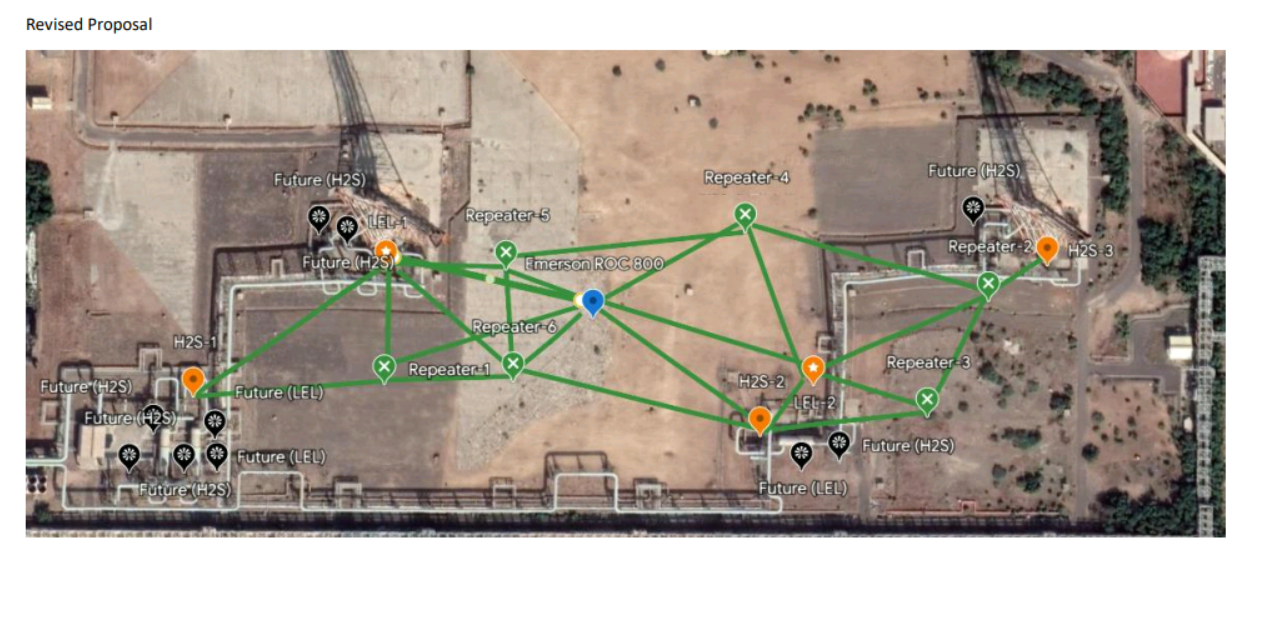 Revised Proposal
Future (H2S)
Repeater-4
Future (H2S)
LEL-1
Repeater-5
Repeater-2
H2S-3
Future (H2S)
Emerson ROC 800
Repeater-6
H2S-1
Repeater-1
Repeater-3
Future (H2S)
Future (LEL)
H2S-2
LEL-2
Future (H2S)
Future (H2S)
Future (LEL)
Future (H2S)
Future (LEL)